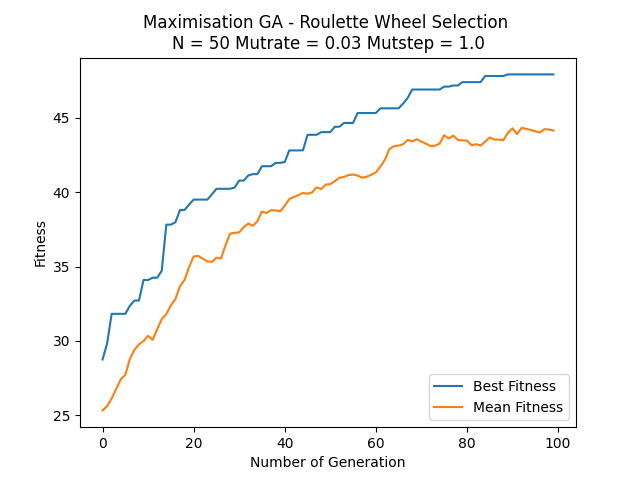 Maximisation GA - Roulette Wheel Selection
N = 50 Mutrate = 0.03 Mutstep = 1.0
45
40
35
30
25
Fitness
0 20 40 60 80 100
Number of Generation
Best Fitness
Mean Fitness